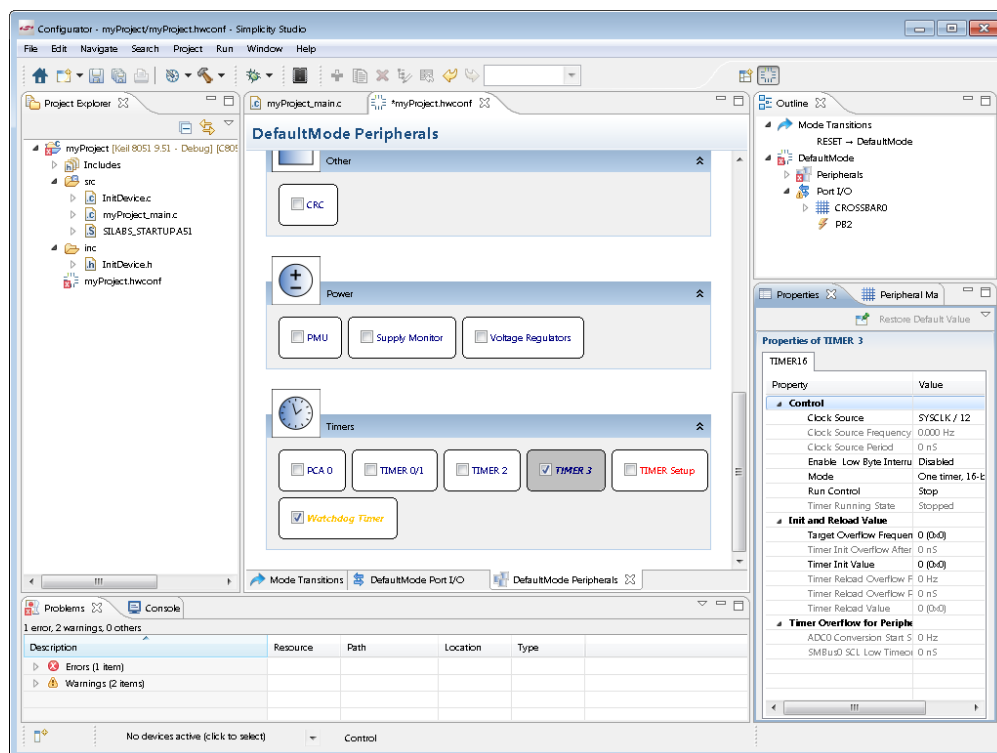 Configurator - myProject/myProject.hwconf - Simplicity Studio
File Edit Navigate Search Project Run Window Help
Project Explorer
myProject [Keil 8051 9.51 - Debug] [C805
Includes
src
InitDevice.c
myProject_main.c
SILABS_STARTUP.A51
inc
InitDevice.h
myProject.hwconf
myProject_main.c
*myProject.hwconf
DefaultMode Peripherals
Other
CRC
Power
PMU
Supply Monitor
Voltage Regulators
Timers
PCA 0
TIMER 0/1
TIMER 2
TIMER 3
TIMER Setup
Watchdog Timer
Mode Transitions
DefaultMode Port I/O
DefaultMode Peripherals
Outline
Mode Transitions
RESET → DefaultMode
DefaultMode
Peripherals
Port I/O
CROSSBAR0
PB2
Properties
Peripheral Ma
Restore Default Value
Properties of TIMER 3
TIMER16
Property Value
Control
Clock Source SYSCLK / 12
Clock Source Frequency 0.000 Hz
Clock Source Period 0 nS
Enable Low Byte Interru Disabled
Mode One timer, 16-b
Run Control Stop
Timer Running State Stopped
Init and Reload Value
Target Overflow Frequen 0 (0x0)
Timer Init Overflow After 0 nS
Timer Init Value 0 (0x0)
Timer Reload Overflow F 0 Hz
Timer Reload Overflow P 0 nS
Timer Reload Value 0 (0x0)
Timer Overflow for Periphe
ADC0 Conversion Start S 0 Hz
SMBus0 SCL Low Timeou 0 nS
Problems
Console
1 error, 2 warnings, 0 others
Description Resource Path Location Type
Errors (1 item)
Warnings (2 items)
No devices active (click to select)
Control